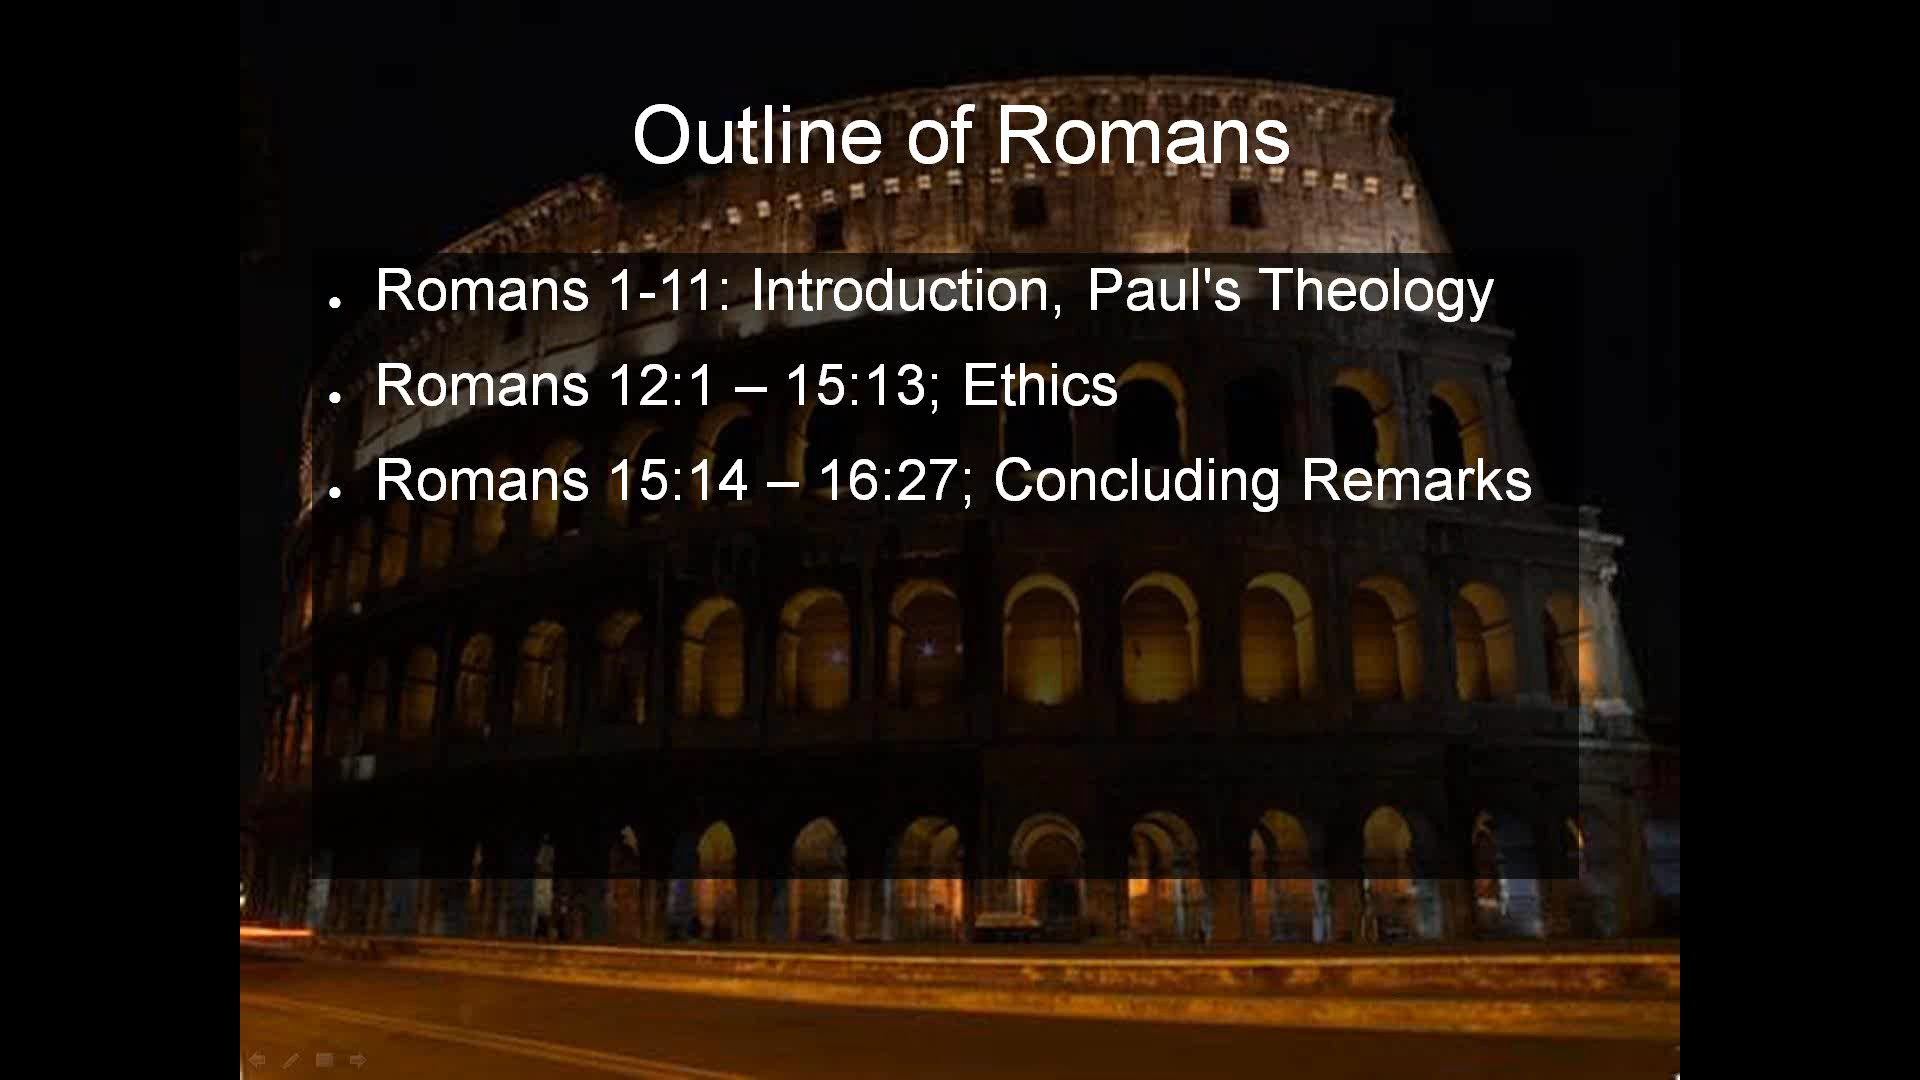 Outline of Romans
• Romans 1-11: Introduction, Paul's Theology
• Romans 12:1 – 15:13; Ethics
• Romans 15:14 – 16:27; Concluding Remarks